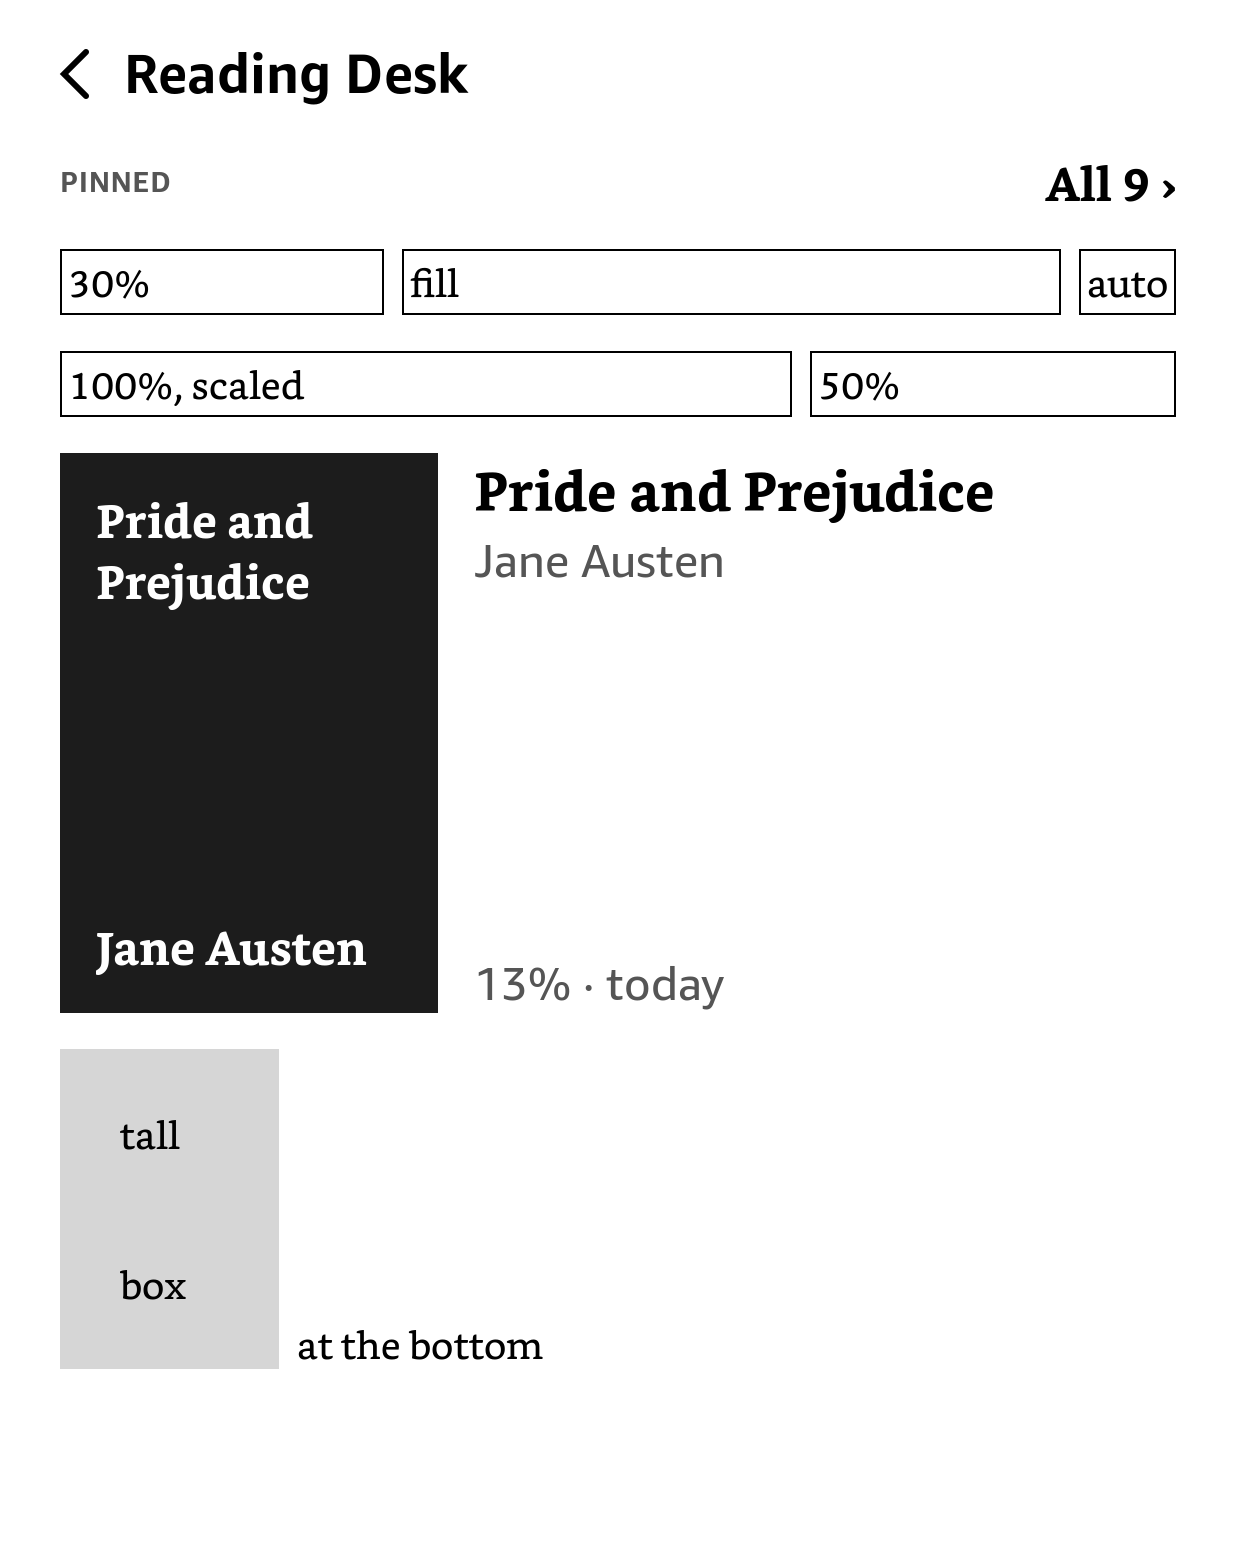 Reading Desk
PINNED
All 9 ›
30%
fill
auto
100%, scaled
50%
Pride and
Prejudice
Jane Austen
Pride and Prejudice
Jane Austen
13% · today
tall
box
at the bottom